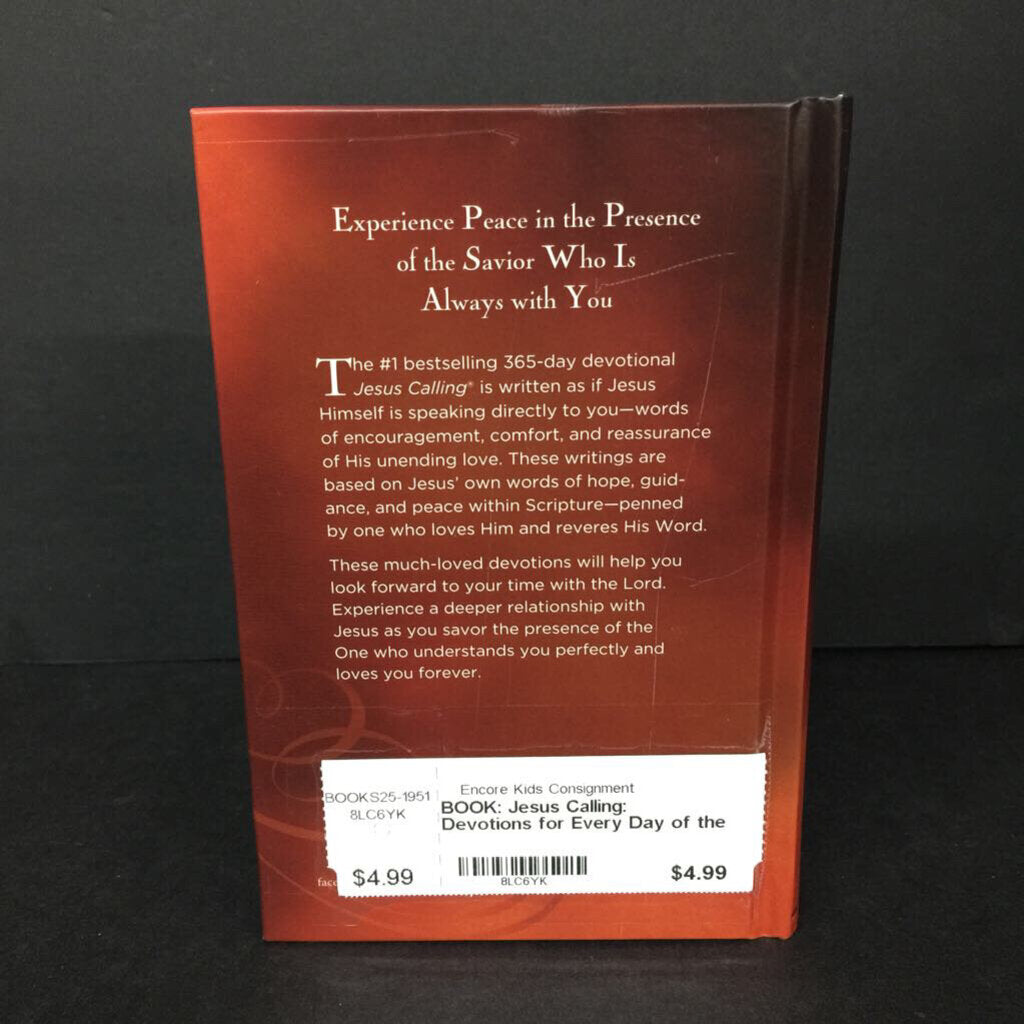 Experience Peace in the Presence
of the Savior Who Is
Always with You
The #1 bestselling 365-day devotional
Jesus Calling® is written as if Jesus
Himself is speaking directly to you—words
of encouragement, comfort, and reassurance
of His unending love. These writings are
based on Jesus' own words of hope, guid-
ance, and peace within Scripture—penned
by one who loves Him and reveres His Word.
These much-loved devotions will help you
look forward to your time with the Lord.
Experience a deeper relationship with
Jesus as you savor the presence of the
One who understands you perfectly and
loves you forever.
BOOKS25-1951
8LC6YK
$4.99
Encore Kids Consignment
BOOK: Jesus Calling:
Devotions for Every Day of the
8LC6YK
$4.99